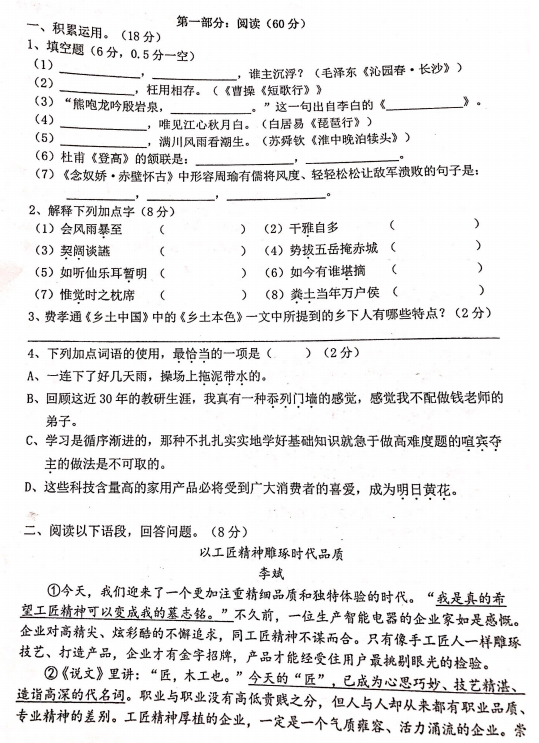 第一部分：阅读（60分）
一、积累运用。（18分）
1、填空题（6分，0.5分一空）
（1）____________，____________，谁主沉浮？（毛泽东《沁园春·长沙》）
（2）____________，枉用相存。（《曹操《短歌行》》
（3）“熊咆龙吟殷岩泉，____________。”这一句出自李白的《____________》。
（4）____________，唯见江心秋月白。（白居易《琵琶行》）
（5）____________，满川风雨看潮生。（苏舜钦《淮中晚泊犊头》）
（6）杜甫《登高》的颔联是：____________，____________。
（7）《念奴娇·赤壁怀古》中形容周瑜有儒将风度、轻轻松松让敌军溃败的句子是：
____________，____________，____________。
2、解释下列加点字（8分）
（1）会风雨暴至 （ ）（2）干雅自多 （ ）
（3）契阔谈讌 （ ）（4）势拔五岳掩赤城 （ ）
（5）如听仙乐耳暂明 （ ）（6）如今有谁堪摘 （ ）
（7）惟觉时之枕席 （ ）（8）粪土当年万户侯 （ ）
3、费孝通《乡土中国》中的《乡土本色》一文中所提到的乡下人有哪些特点？（2分）
4、下列加点词语的使用，最恰当的一项是（ ）（2分）
A、一连下了好几天雨，操场上拖泥带水的。
B、回顾这近30年的教研生涯，我真有一种忝列门墙的感觉，感觉我不配做钱老师的
弟子。
C、学习是循序渐进的，那种不扎扎实实地学好基础知识就急于做高难度题的喧宾夺
主的做法是不可取的。
D、这些科技含量高的家用产品必将受到广大消费者的喜爱，成为明日黄花。
二、阅读以下语段，回答问题。（8分）
以工匠精神雕琢时代品质
李斌
①今天，我们迎来了一个更加注重精细品质和独特体验的时代。“我是真的希
望工匠精神可以变成我的墓志铭。”不久前，一位生产智能电器的企业家如是感慨。
企业对高精尖、炫彩酷的不懈追求，同工匠精神不谋而合。只有像手工匠人一样雕琢
技艺、打造产品，企业才有金字招牌，产品才能经受住用户最挑剔眼光的检验。
②《说文》里讲：“匠，木工也。”今天的“匠”，已成为心思巧妙、技艺精湛、
造诣高深的代名词。职业与职业没有高低贵贱之分，但人与人却从来都有职业品质、
专业精神的差别。工匠精神厚植的企业，一定是一个气质雍容、活力涌流的企业。崇